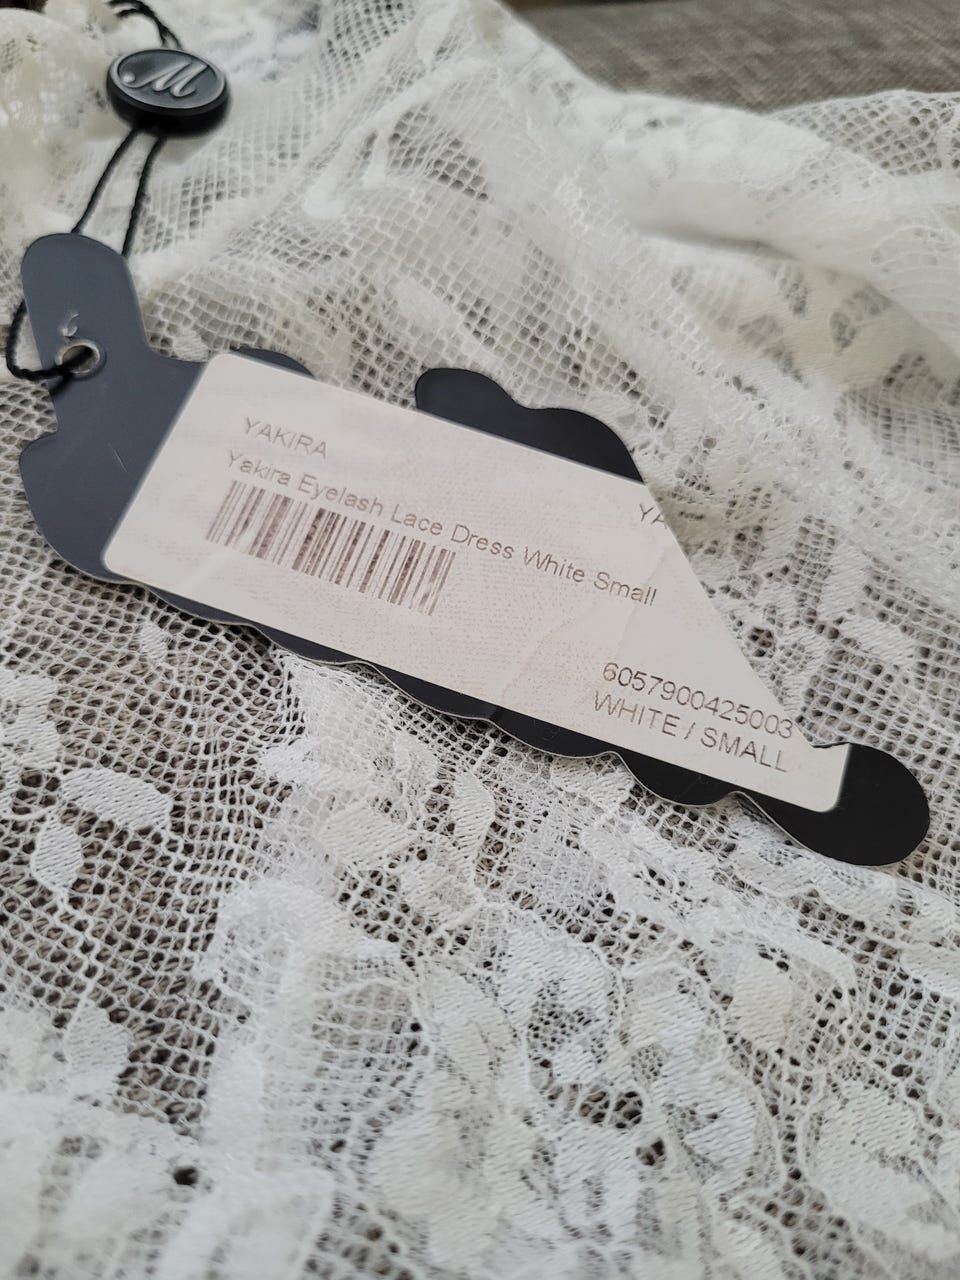 M
YAKIRA
Yakira Eyelash Lace Dress White Small
YA
6057900425003
WHITE / SMALL